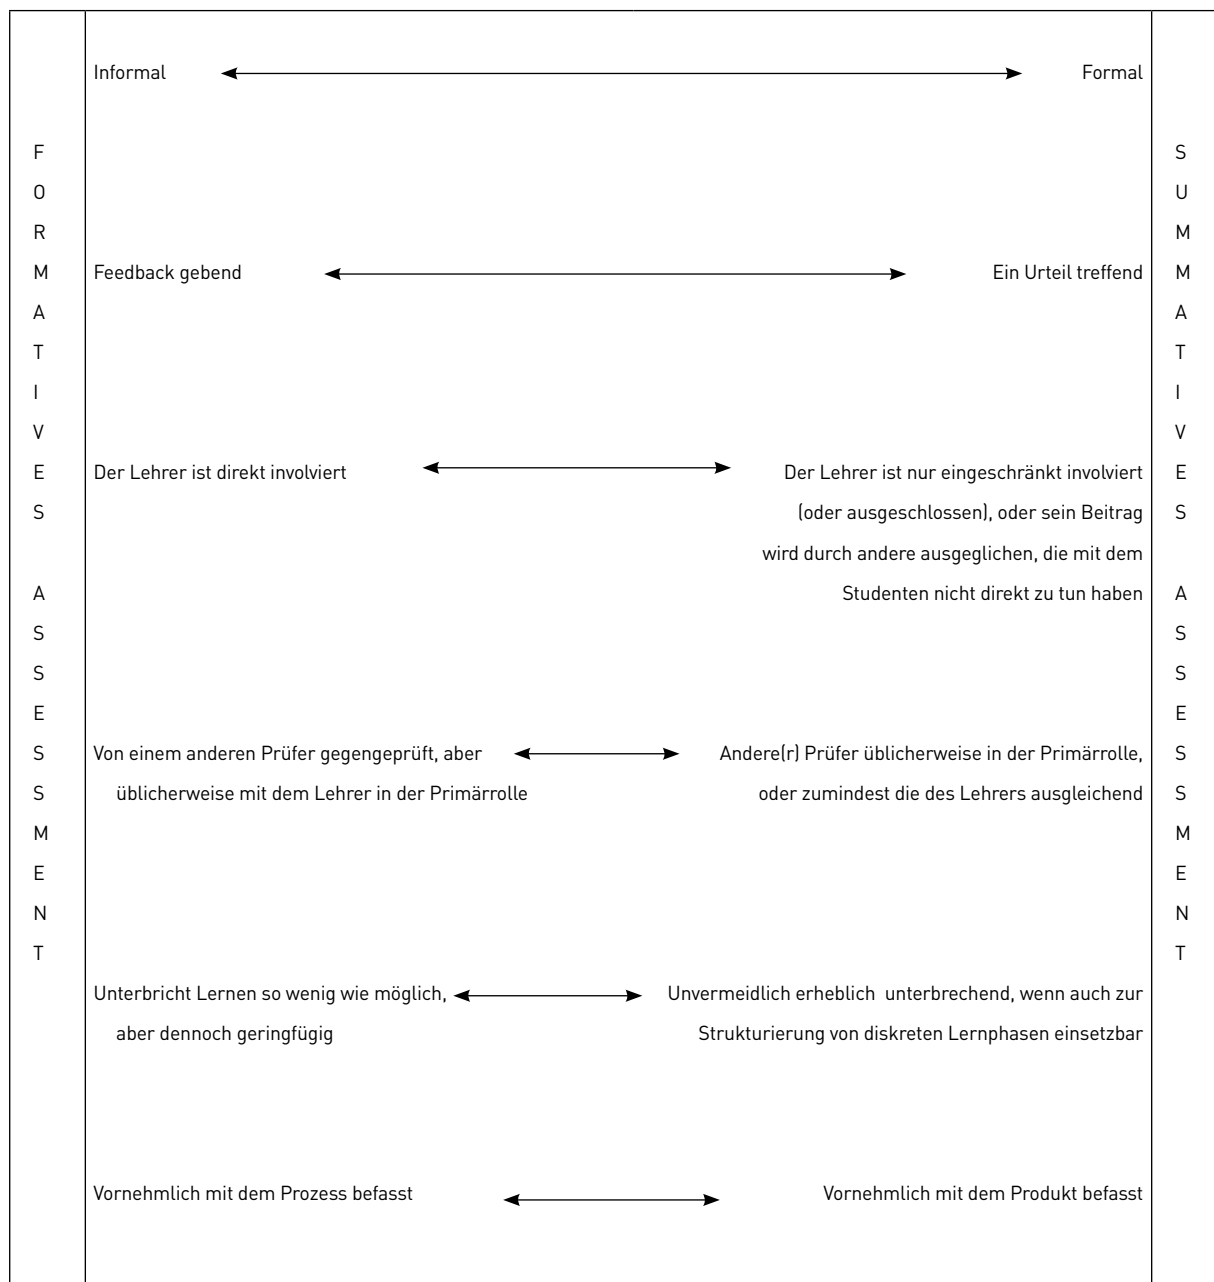 Informal Formal
FORMATIVES ASSESSMENT
SUMMATIVES ASSESSMENT
Feedback gebend Ein Urteil treffend
Der Lehrer ist direkt involviert Der Lehrer ist nur eingeschränkt involviert
(oder ausgeschlossen), oder sein Beitrag
wird durch andere ausgeglichen, die mit dem
Studenten nicht direkt zu tun haben
Von einem anderen Prüfer gegengeprüft, aber Andere(r) Prüfer üblicherweise in der Primärrolle,
üblicherweise mit dem Lehrer in der Primärrolle oder zumindest die des Lehrers ausgleichend
Unterbricht Lernen so wenig wie möglich, Unvermeidlich erheblich unterbrechend, wenn auch zur
aber dennoch geringfügig Strukturierung von diskreten Lernphasen einsetzbar
Vornehmlich mit dem Prozess befasst Vornehmlich mit dem Produkt befasst